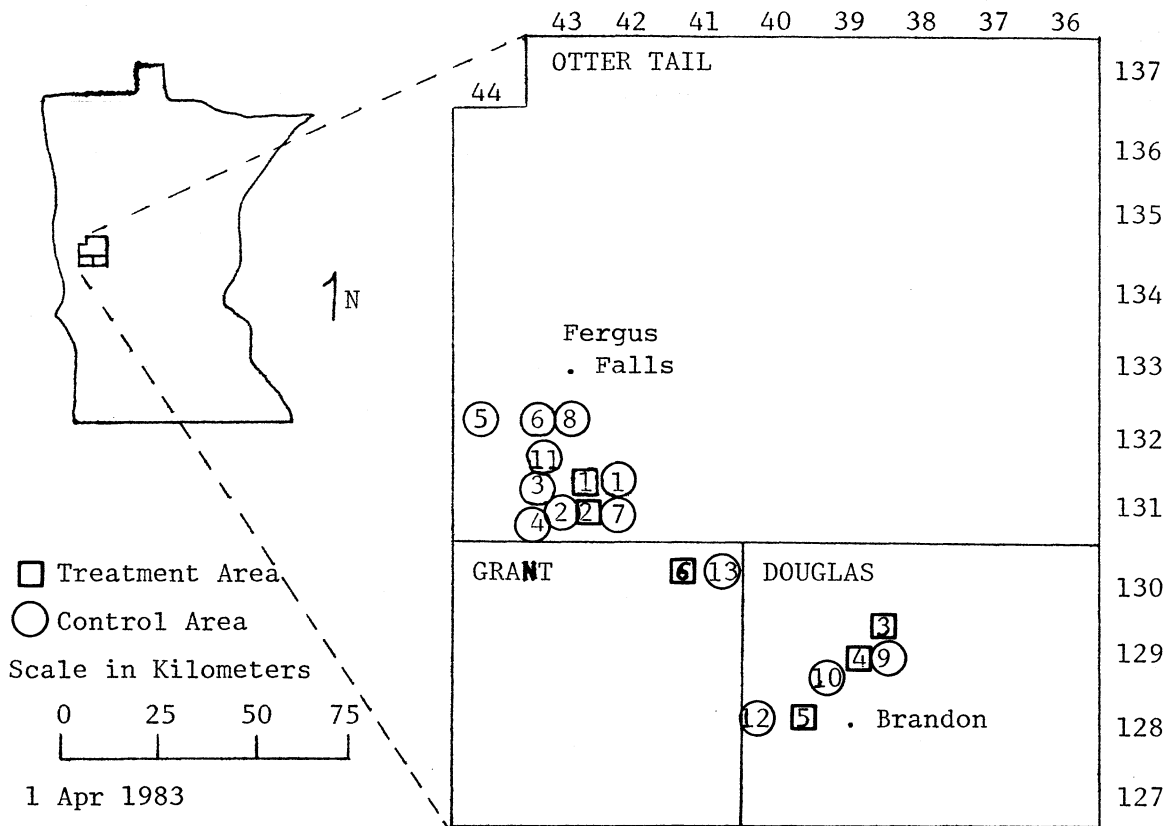 43 42 41 40 39 38 37 36
OTTER TAIL
137
44
136
135
134
N
Fergus
Falls
133
5 6 8
132
11
3 1 1
4 2 2 7
131
GRANT 6 13 DOUGLAS
130
Treatment Area
Control Area
3
4 9
129
10
Scale in Kilometers
0 25 50 75
12 5 Brandon
128
1 Apr 1983
127